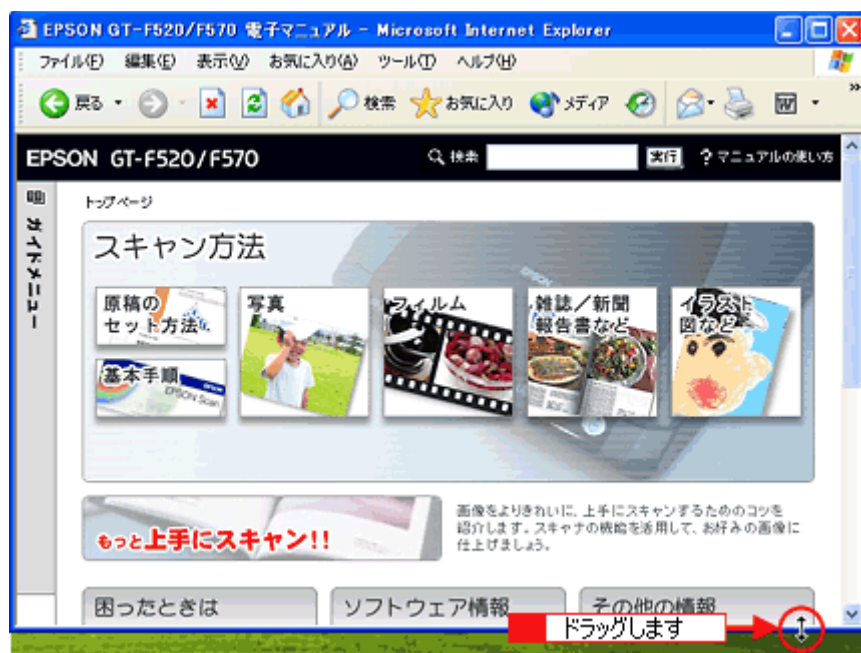 EPSON GT-F520/F570 電子マニュアル - Microsoft Internet Explorer
ファイル(F) 編集(E) 表示(V) お気に入り(A) ツール(T) ヘルプ(H)
戻る 検索 お気に入り メディア
EPSON GT-F520/F570 検索 実行 ?マニュアルの使い方
ガイドメニュー
トップページ
スキャン方法
原稿の
セット方法
写真
フィルム
雑誌/新聞
報告書など
イラスト
図など
基本手順
EPSON Scan
もっと上手にスキャン!!
画像をよりきれいに、上手にスキャンするためのコツを
紹介します。スキャナの機能を活用して、お好みの画像に
仕上げましょう。
困ったときは ソフトウェア情報 その他の情報
ドラッグします